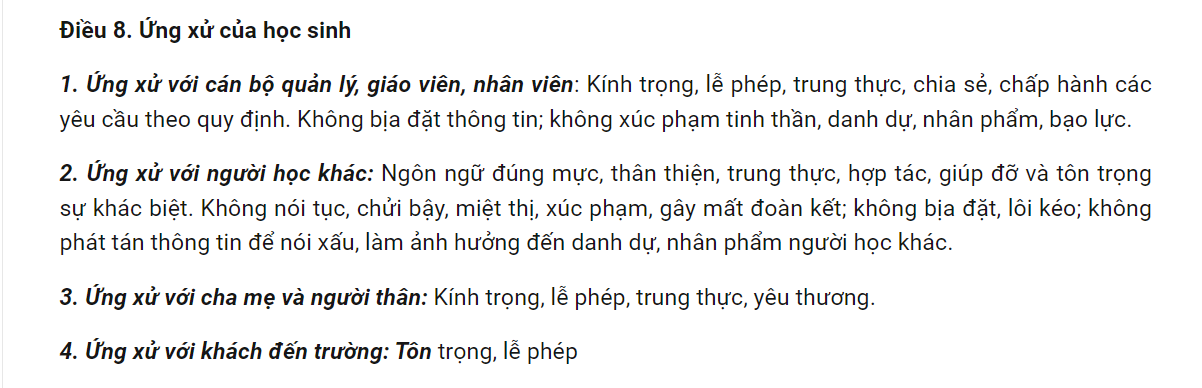 Điều 8. Ứng xử của học sinh
1. Ứng xử với cán bộ quản lý, giáo viên, nhân viên: Kính trọng, lễ phép, trung thực, chia sẻ, chấp hành các
yêu cầu theo quy định. Không bịa đặt thông tin; không xúc phạm tinh thần, danh dự, nhân phẩm, bạo lực.
2. Ứng xử với người học khác: Ngôn ngữ đúng mực, thân thiện, trung thực, hợp tác, giúp đỡ và tôn trọng
sự khác biệt. Không nói tục, chửi bậy, miệt thị, xúc phạm, gây mất đoàn kết; không bịa đặt, lôi kéo; không
phát tán thông tin để nói xấu, làm ảnh hưởng đến danh dự, nhân phẩm người học khác.
3. Ứng xử với cha mẹ và người thân: Kính trọng, lễ phép, trung thực, yêu thương.
4. Ứng xử với khách đến trường: Tôn trọng, lễ phép